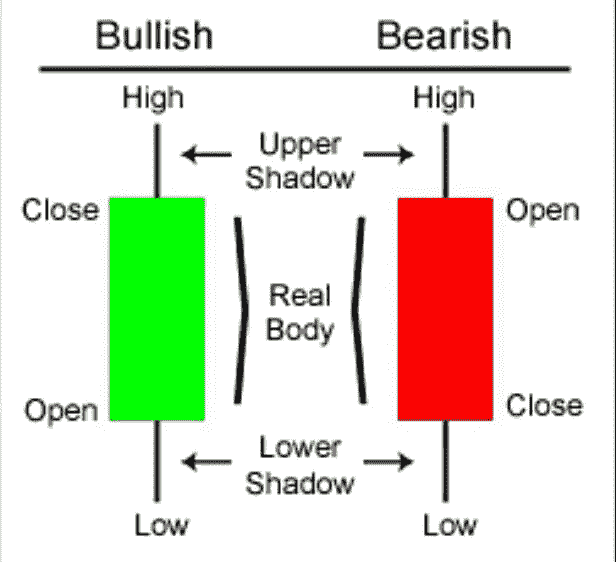 Bullish Bearish
High High
Upper
Shadow
Close Open
Real
Body
Open Close
Lower
Shadow
Low Low